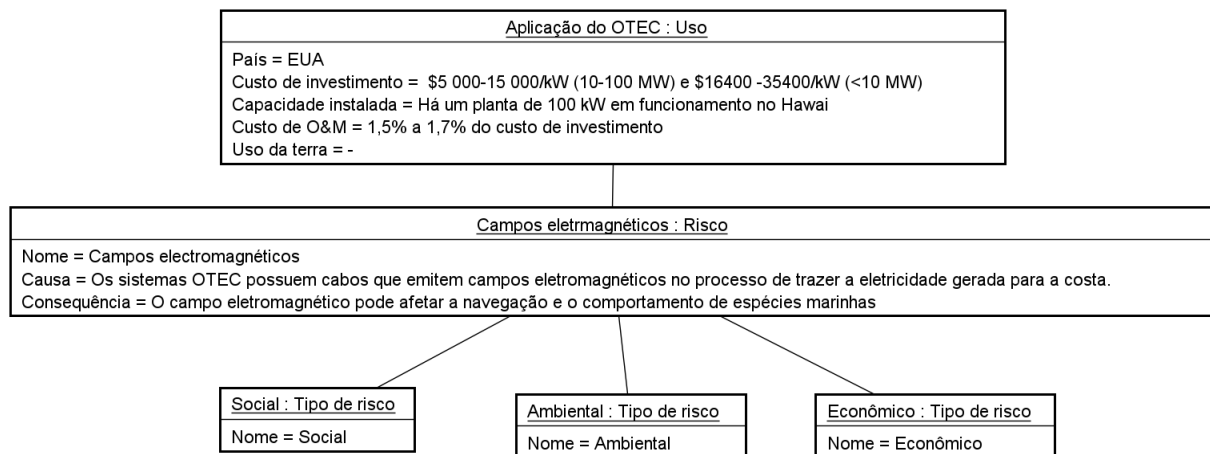 Aplicação do OTEC : Uso
País = EUA
Custo de investimento =  $5 000-15 000/kW (10-100 MW) e $16400 -35400/kW (<10 MW)
Capacidade instalada = Há um planta de 100 kW em funcionamento no Hawai
Custo de O&M = 1,5% a 1,7% do custo de investimento
Uso da terra = -
Campos eletrmagnéticos : Risco
Nome = Campos electromagnéticos
Causa = Os sistemas OTEC possuem cabos que emitem campos eletromagnéticos no processo de trazer a eletricidade gerada para a costa.
Consequência = O campo eletromagnético pode afetar a navegação e o comportamento de espécies marinhas
Social : Tipo de risco
Nome = Social
Ambiental : Tipo de risco
Nome = Ambiental
Econômico : Tipo de risco
Nome = Econômico